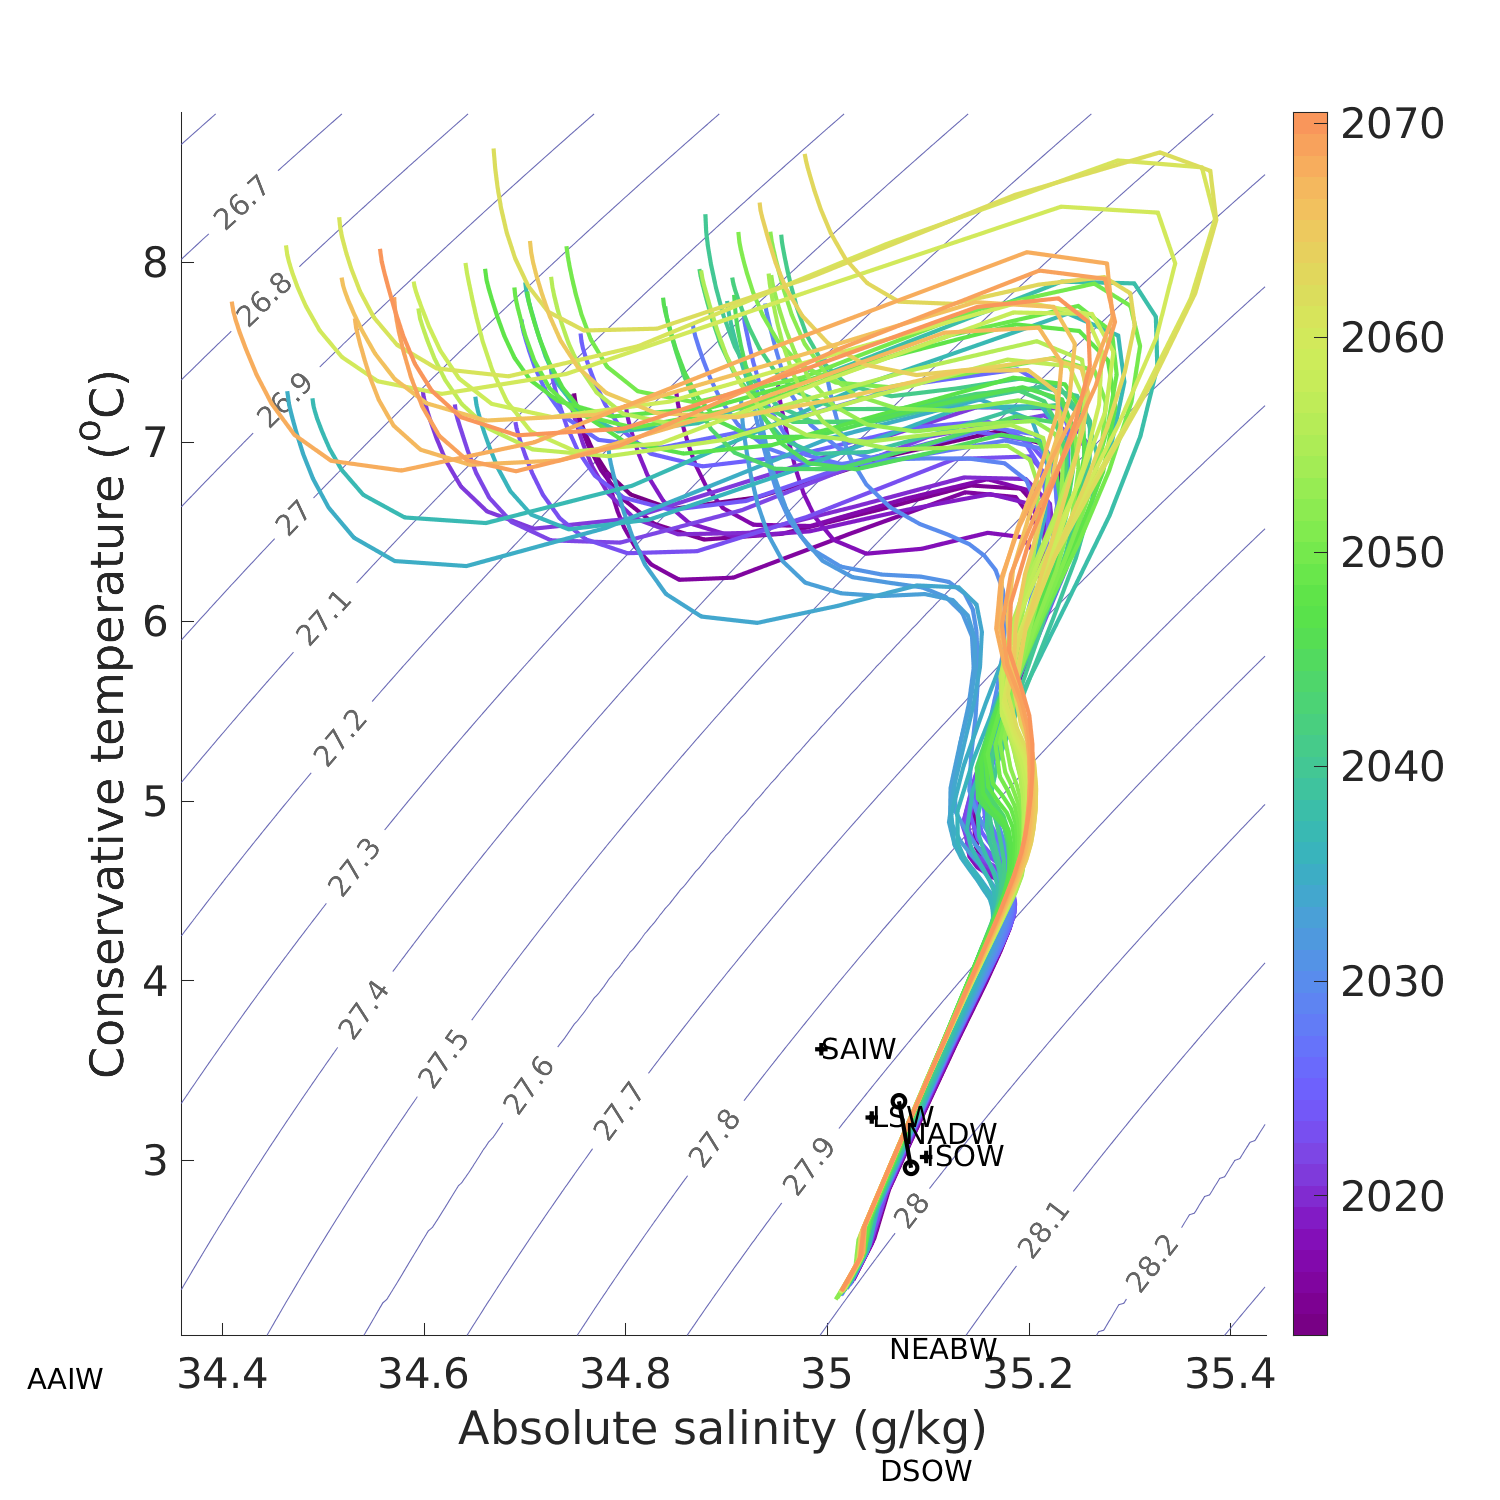 2070
2060
2050
2040
2030
2020
26.7
26.8
26.9
27
27.1
27.2
27.3
27.4
27.5
27.6
27.7
27.8
27.9
28
28.1
28.2
8
7
6
5
4
3
Conservative temperature (°C)
SAIW
LSW
NADW
ISOW
NEABW
AAIW
34.4 34.6 34.8 35 35.2 35.4
Absolute salinity (g/kg)
DSOW